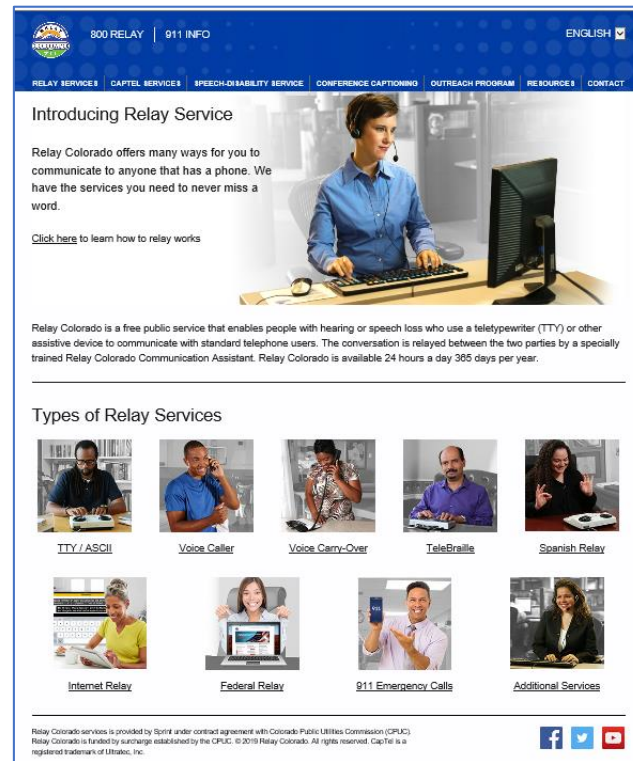 800 RELAY | 911 INFO
ENGLISH
RELAY SERVICES | CAPTEL SERVICES | SPEECH-DISABILITY SERVICE | CONFERENCE CAPTIONING | OUTREACH PROGRAM | RESOURCES | CONTACT
Introducing Relay Service
Relay Colorado offers many ways for you to
communicate to anyone that has a phone. We
have the services you need to never miss a
word.
Click here to learn how to relay works
Relay Colorado is a free public service that enables people with hearing or speech loss who use a teletypewriter (TTY) or other
assistive device to communicate with standard telephone users. The conversation is relayed between the two parties by a specially
trained Relay Colorado Communication Assistant. Relay Colorado is available 24 hours a day 365 days per year.
Types of Relay Services
TTY / ASCII
Voice Caller
Voice Carry-Over
TeleBraille
Spanish Relay
Internet Relay
Federal Relay
911 Emergency Calls
Additional Services
Relay Colorado services is provided by Sprint under contract agreement with Colorado Public Utilities Commission (CPUC).
Relay Colorado is funded by surcharge established by the CPUC. © 2019 Relay Colorado. All rights reserved. CapTel is a
registered trademark of Ultratec, Inc.